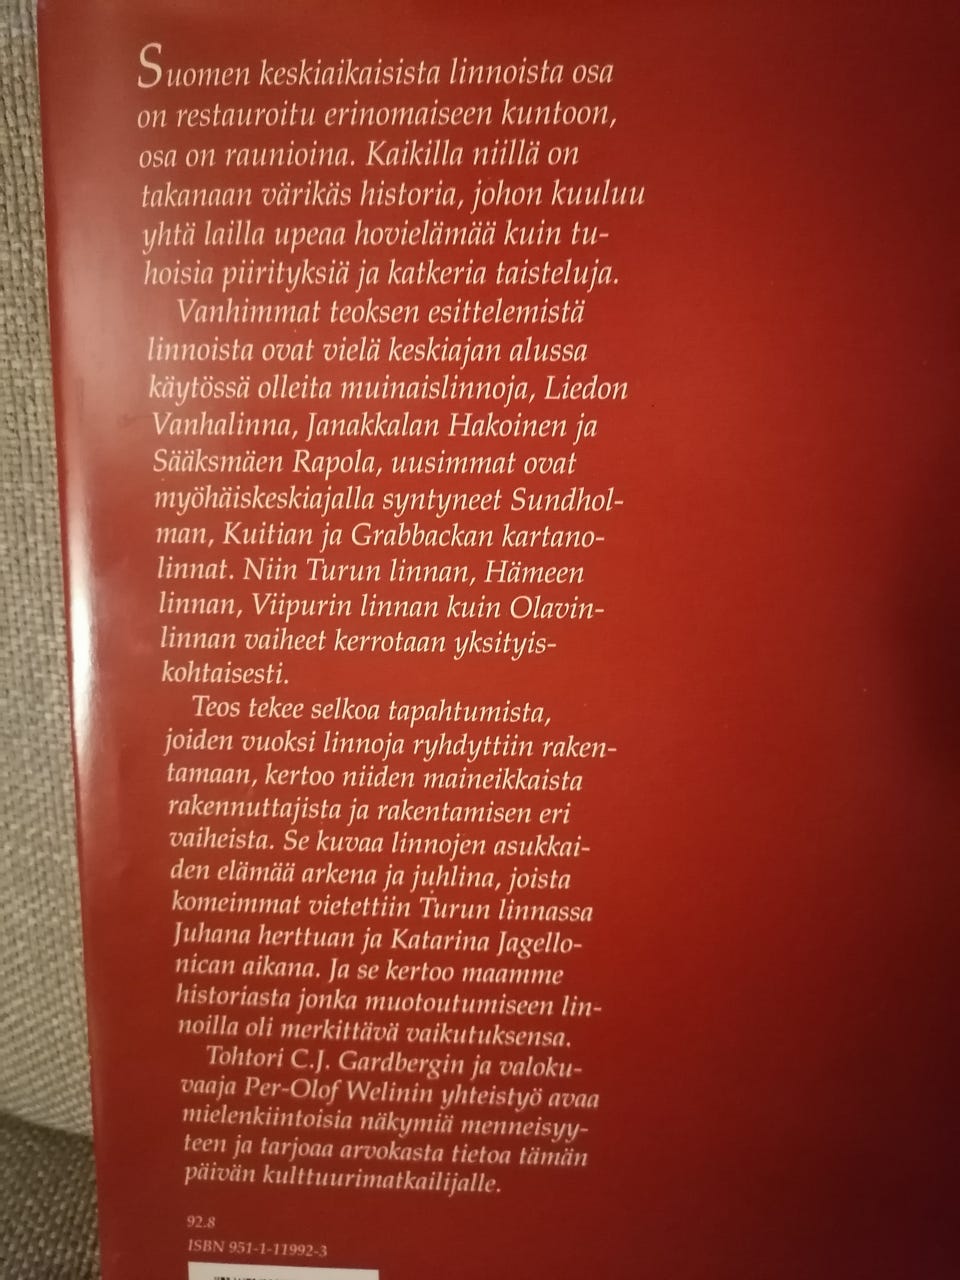 Suomen keskiaikaisista linnoista osa
on restauroitu erinomaiseen kuntoon,
osa on raunioina. Kaikilla niillä on
takanaan värikäs historia, johon kuuluu
yhtä lailla upeaa hovielämää kuin tu-
hoisia piirityksiä ja katkeria taisteluja.
Vanhimmat teoksen esittelemistä
linnoista ovat vielä keskiajan alussa
käytössä olleita muinaislinnoja, Liedon
Vanhalinna, Janakkalan Hakoinen ja
Sääksmäen Rapola, uusimmat ovat
myöhäiskeskiajalla syntyneet Sundhol-
man, Kuitian ja Grabbackan kartano-
linnat. Niin Turun linnan, Hämeen
linnan, Viipurin linnan kuin Olavin-
linnan vaiheet kerrotaan yksityis-
kohtaisesti.
Teos tekee selkoa tapahtumista,
joiden vuoksi linnoja ryhdyttiin raken-
tamaan, kertoo niiden maineikkaista
rakennuttajista ja rakentamisen eri
vaiheista. Se kuvaa linnojen asukkai-
den elämää arkena ja juhlina, joista
komeimmat vietettiin Turun linnassa
Juhana herttuan ja Katarina Jagello-
nican aikana. Ja se kertoo maamme
historiasta jonka muotoutumiseen lin-
noilla oli merkittävä vaikutuksensa.
Tohtori C.J. Gardbergin ja valoku-
vaaja Per-Olof Welinin yhteistyö avaa
mielenkiintoisia näkymiä menneisyy-
teen ja tarjoaa arvokasta tietoa tämän
päivän kulttuurimatkailijalle.
92.8
ISBN 951-1-11992-3